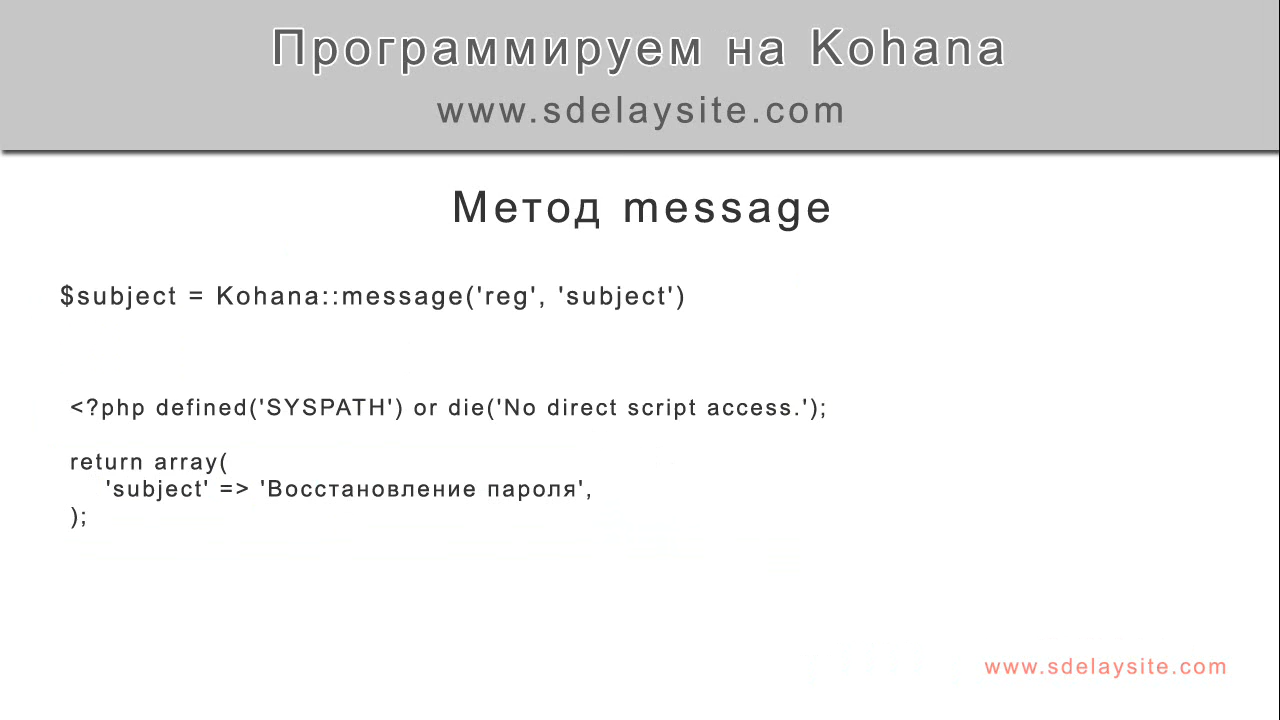 Программируем на Kohana
www.sdelaysite.com
Метод message
$subject = Kohana::message('reg', 'subject')
<?php defined('SYSPATH') or die('No direct script access.');
return array(
'subject' => 'Восстановление пароля',
);
www.sdelaysite.com